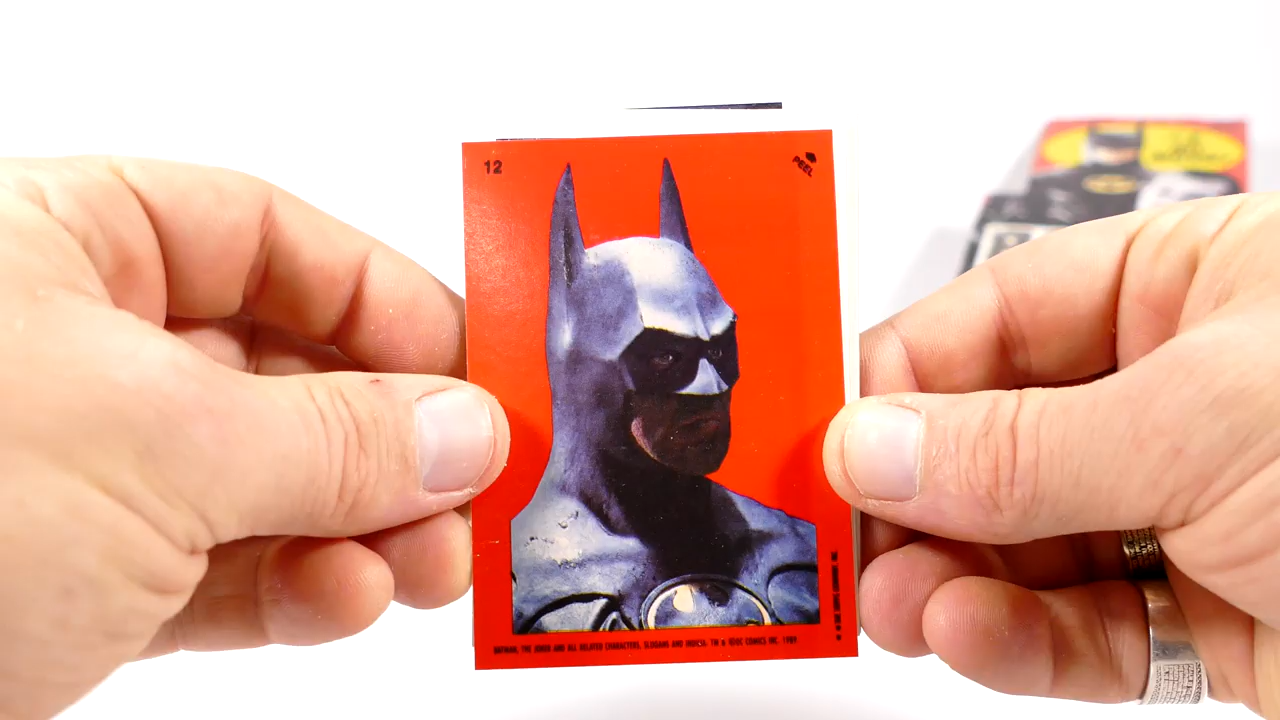 12
PEEL
BATMAN, THE JOKER AND ALL RELATED CHARACTERS, SLOGANS AND INDICIA: TM & ©DC COMICS INC. 1989